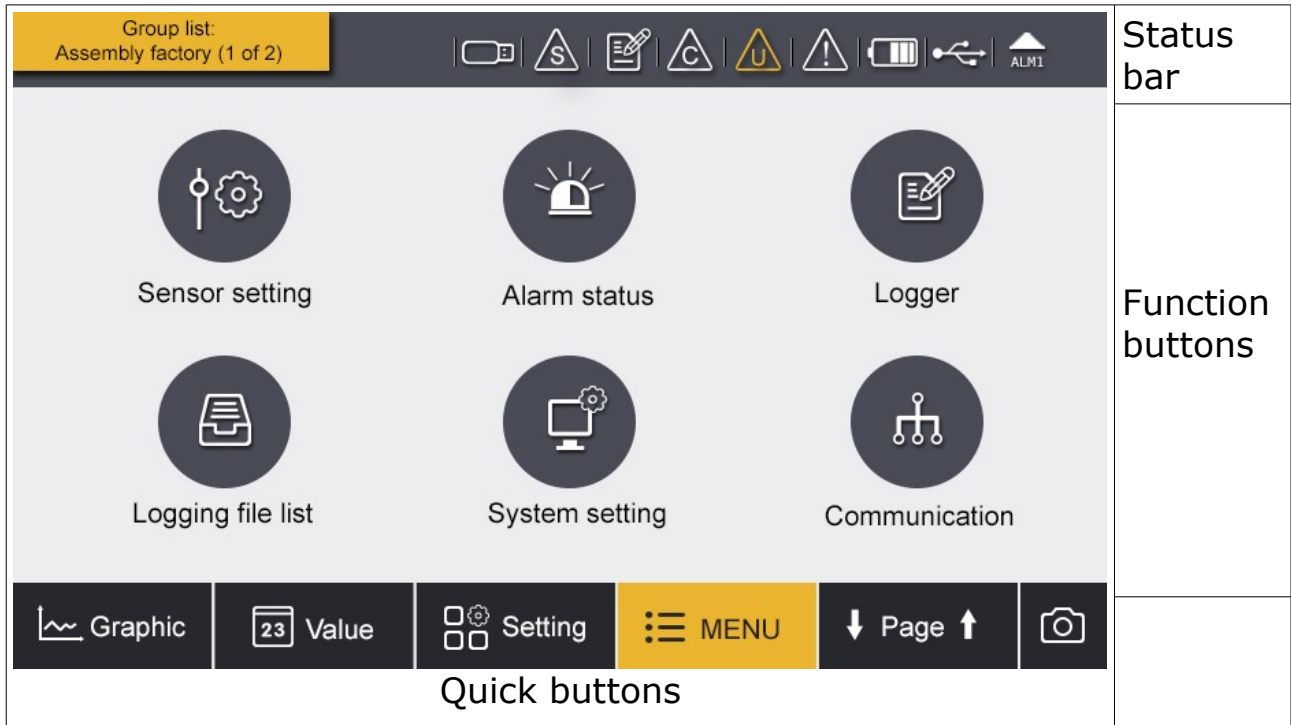 Group list:
Assembly factory (1 of 2)
S
C
U
!
ALM1
Status
bar
Sensor setting
Alarm status
Logger
Function
buttons
Logging file list
System setting
Communication
Graphic
23
Value
Setting
MENU
Page
Quick buttons